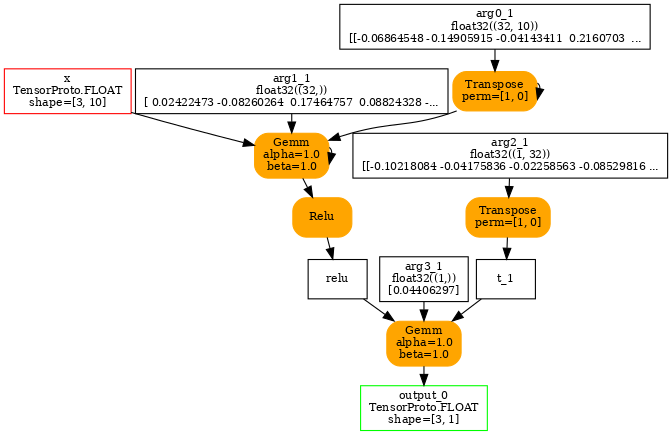 arg0_1
float32((32, 10))
[[-0.06864548 -0.14905915 -0.04143411  0.2160703  ...
x
TensorProto.FLOAT
shape=[3, 10]
arg1_1
float32((32,))
[ 0.02422473 -0.08260264  0.17464757  0.08824328 -...
Transpose
perm=[1, 0]
Gemm
alpha=1.0
beta=1.0
arg2_1
float32((1, 32))
[[-0.10218084 -0.04175836 -0.02258563 -0.08529816 ...
Relu
Transpose
perm=[1, 0]
relu
arg3_1
float32((1,))
[0.04406297]
t_1
Gemm
alpha=1.0
beta=1.0
output_0
TensorProto.FLOAT
shape=[3, 1]